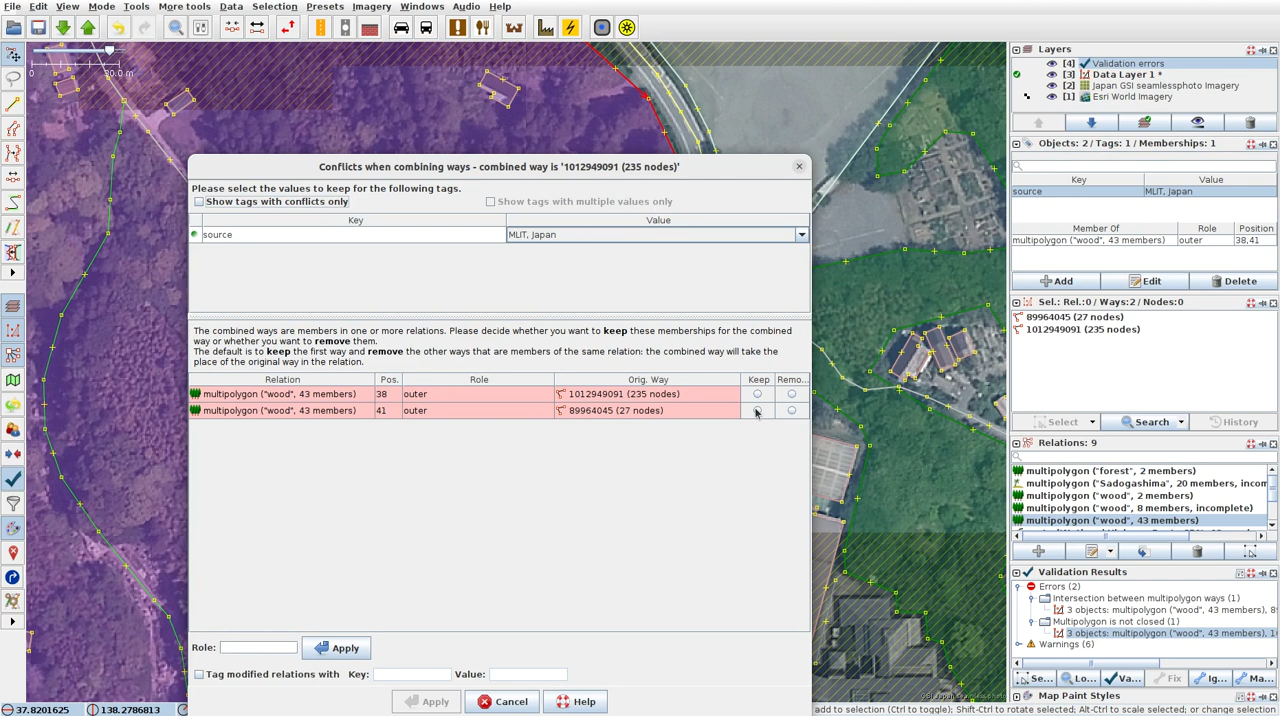 File Edit View Mode Tools More tools Data Selection Presets Imagery Windows Audio Help
0 30.0 m
Layers
[4] Validation errors
[3] Data Layer 1 *
[2] Japan GSI seamlessphoto Imagery
[1] Esri World Imagery
Objects: 2 / Tags: 1 / Memberships: 1
Key Value
source MLIT, Japan
Member Of Role Position
multipolygon ("wood", 43 members) outer 38,41
Add Edit Delete
Sel.: Rel.:0 / Ways:2 / Nodes:0
89964045 (27 nodes)
1012949091 (235 nodes)
Select Search History
Relations: 9
multipolygon ("forest", 2 members)
multipolygon ("Sadogashima", 20 members, incom
multipolygon ("wood", 2 members)
multipolygon ("wood", 8 members, incomplete)
multipolygon ("wood", 43 members)
Validation Results
Errors (2)
Intersection between multipolygon ways (1)
3 objects: multipolygon ("wood", 43 members), 8
Multipolygon is not closed (1)
3 objects: multipolygon ("wood", 43 members), 1
Warnings (6)
Se... Lo... Va... Fix Ig... Ma...
Map Paint Styles
Conflicts when combining ways - combined way is '1012949091 (235 nodes)'
Please select the values to keep for the following tags.
Show tags with conflicts only Show tags with multiple values only
Key Value
source MLIT, Japan
The combined ways are members in one or more relations. Please decide whether you want to keep these memberships for the combined
way or whether you want to remove them.
The default is to keep the first way and remove the other ways that are members of the same relation: the combined way will take the
place of the original way in the relation.
Relation Pos. Role Orig. Way Keep Remo...
multipolygon ("wood", 43 members) 38 outer 1012949091 (235 nodes)
multipolygon ("wood", 43 members) 41 outer 89964045 (27 nodes)
Role: Apply
Tag modified relations with Key: Value:
Apply Cancel Help
37.8201625 138.2786813 add to selection (Ctrl to toggle); Shift-Ctrl to rotate selected; Alt-Ctrl to scale selected; or change selection